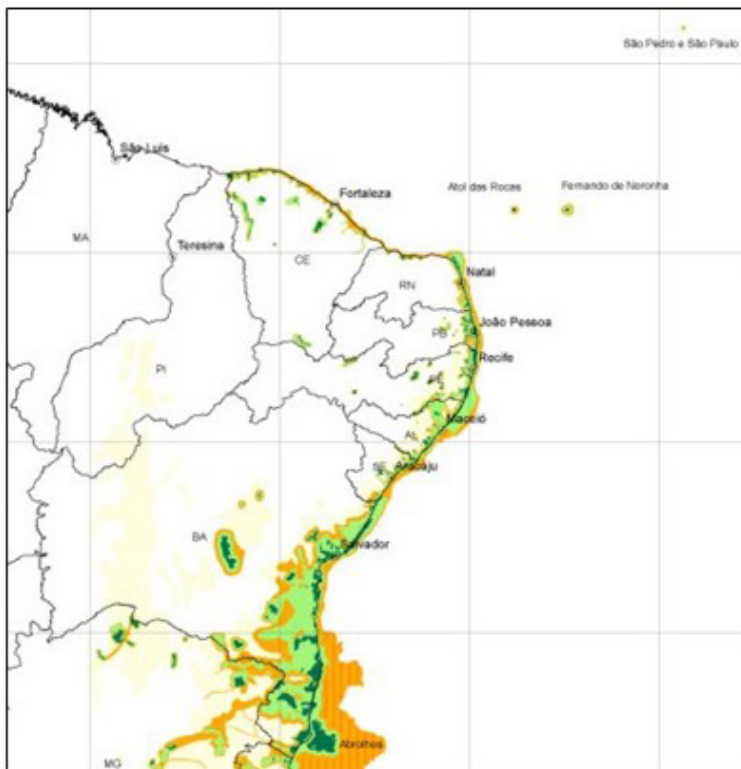 São Pedro e São Paulo
São Luís
Fortaleza
Atol das Rocas
Fernando de Noronha
MA
Teresina
CE
Natal
RN
João Pessoa
PB
Recife
PI
PE
Maceió
AL
SE
Aracaju
BA
Salvador
Abrolhos
MG